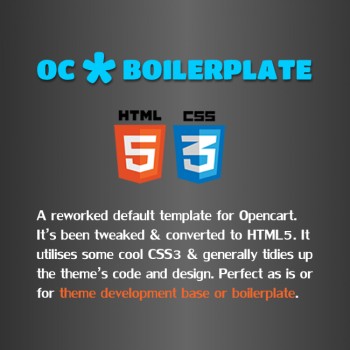 OC * BOILERPLATE
HTML CSS
5 3
A reworked default template for Opencart.
It's been tweaked & converted to HTML5. It
utilises some cool CSS3 & generally tidies up
the theme's code and design. Perfect as is or
for theme development base or boilerplate.